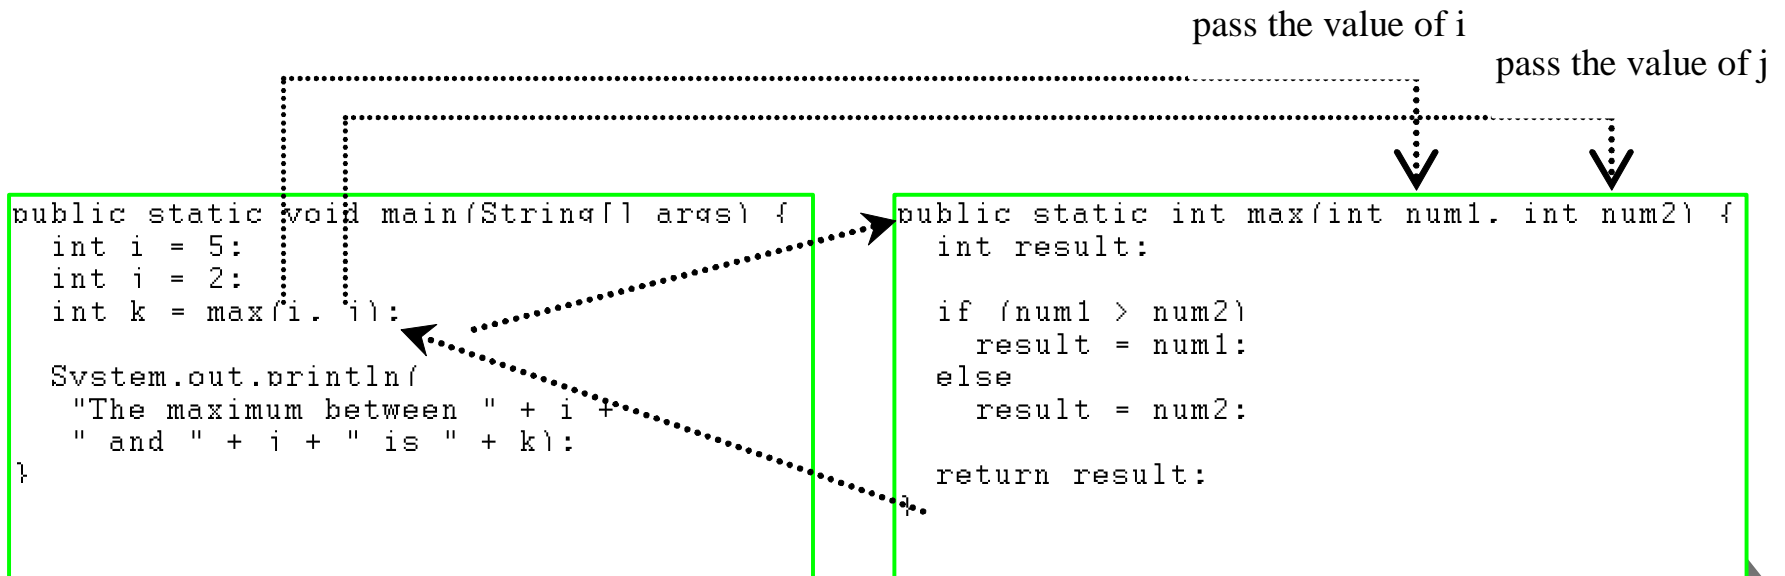 pass the value of i
pass the value of j
public static void main(String[] args) {
  int i = 5;
  int j = 2;
  int k = max(i, j);
  System.out.println(
    "The maximum between " + i +
    " and " + j + " is " + k);
}
public static int max(int num1, int num2) {
  int result;
  if (num1 > num2)
    result = num1;
  else
    result = num2;
  return result;
}